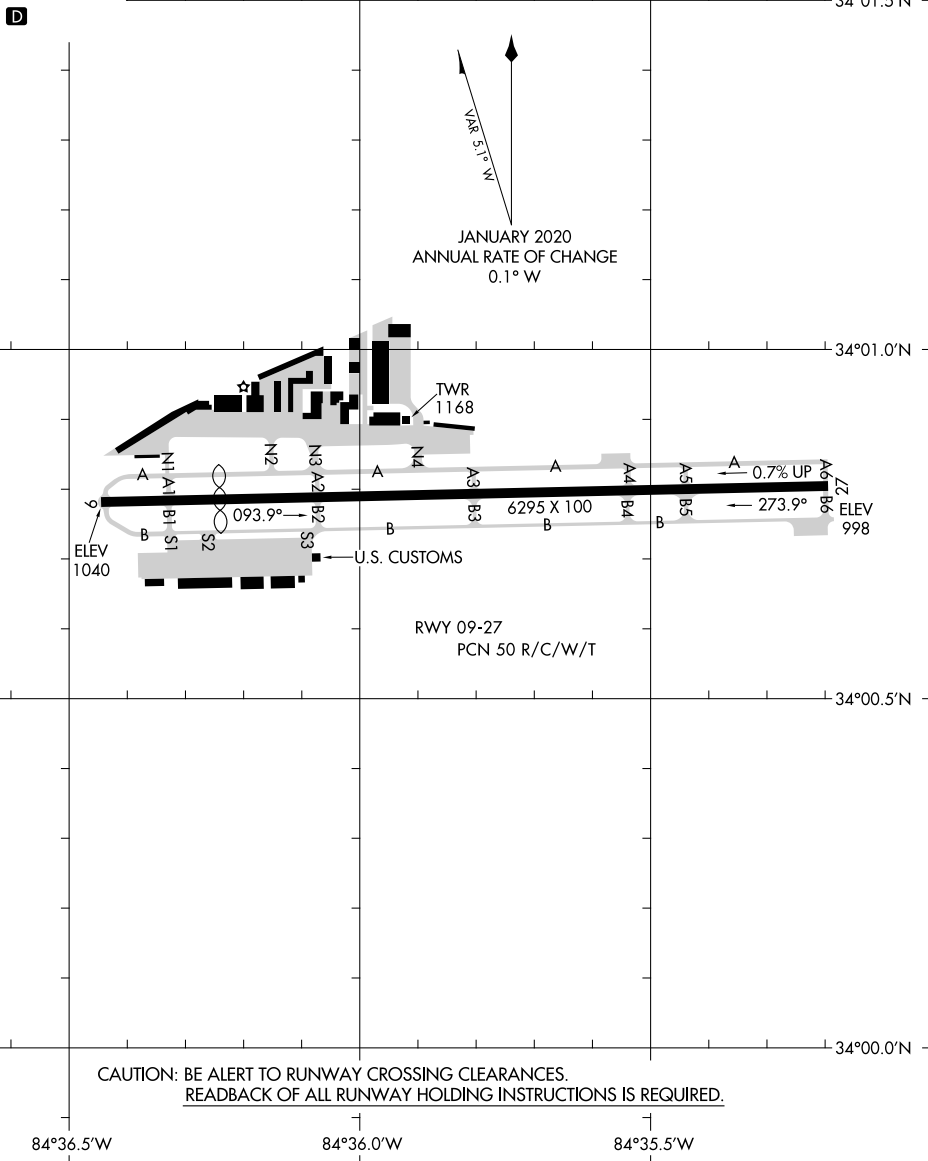 D
34°01.5'N
VAR 5.1° W
JANUARY 2020
ANNUAL RATE OF CHANGE
0.1° W
34°01.0'N
TWR
1168
N1
N2
N3
N4
A
A
A
A
A1
A2
A3
A4
A5
A6
0.7% UP
9
27
093.9°
6295 X 100
273.9°
B1
B2
B3
B4
B5
B6
B
B
B
B
ELEV
998
ELEV
1040
S1
S2
S3
U.S. CUSTOMS
RWY 09-27
PCN 50 R/C/W/T
34°00.5'N
34°00.0'N
CAUTION: BE ALERT TO RUNWAY CROSSING CLEARANCES.
READBACK OF ALL RUNWAY HOLDING INSTRUCTIONS IS REQUIRED.
84°36.5'W
84°36.0'W
84°35.5'W